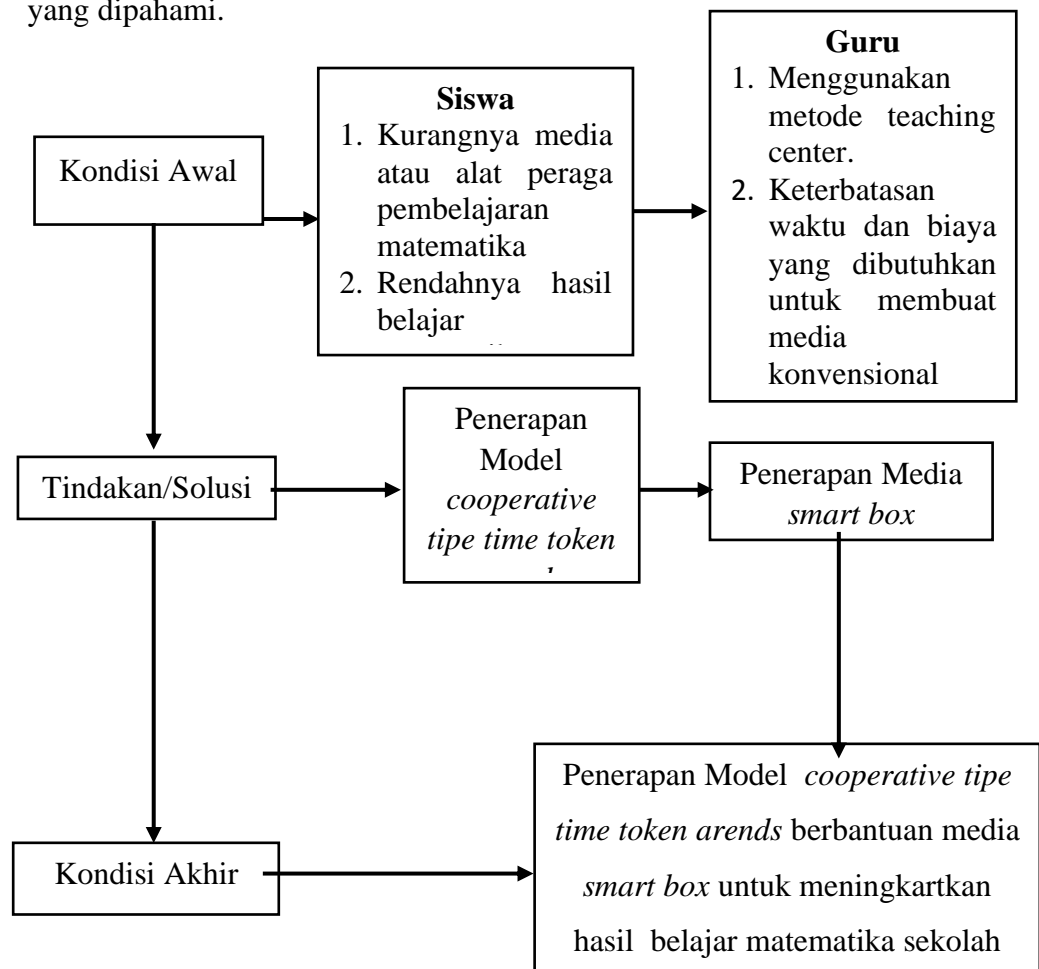 yang dipahami.
Guru
1. Menggunakan
metode teaching
center.
2. Keterbatasan
waktu dan biaya
yang dibutuhkan
untuk membuat
media
konvensional
Siswa
1. Kurangnya media
atau alat peraga
pembelajaran
matematika
2. Rendahnya hasil
belajar
Kondisi Awal
Penerapan
Model
cooperative
tipe time token
Penerapan Media
smart box
Tindakan/Solusi
Penerapan Model cooperative tipe
time token arends berbantuan media
smart box untuk meningkartkan
hasil belajar matematika sekolah
Kondisi Akhir